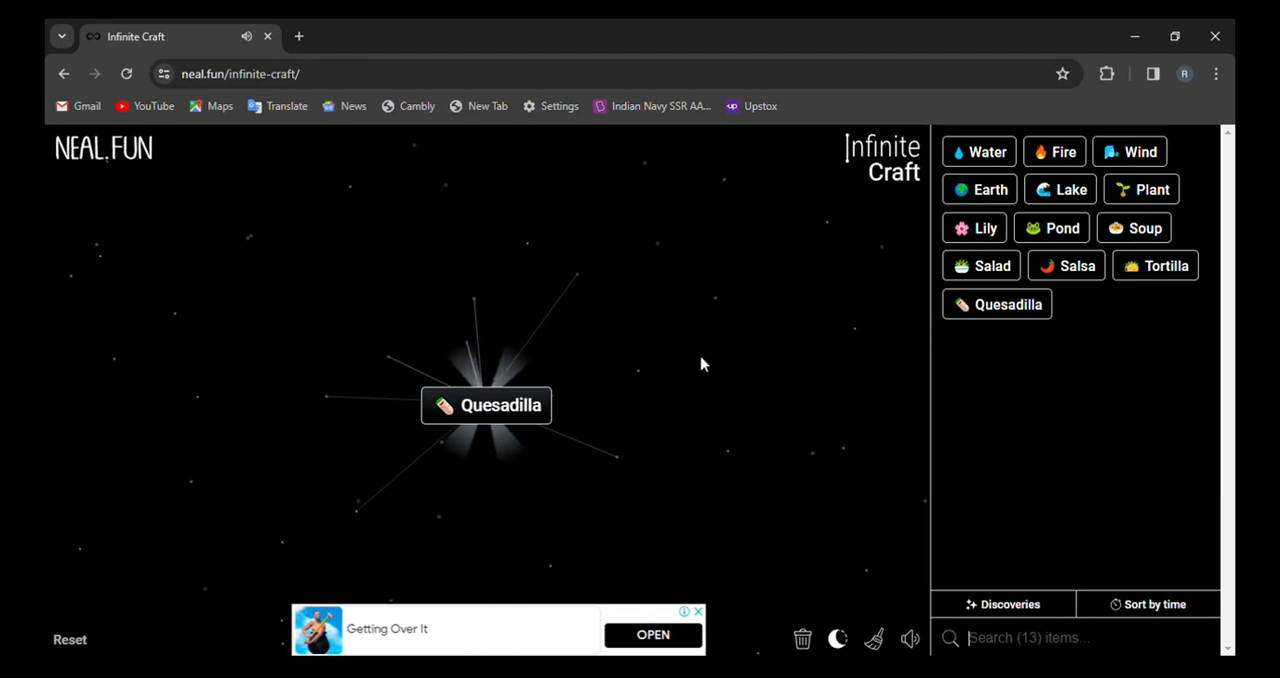 Infinite Craft
neal.fun/infinite-craft/
R
Gmail YouTube Maps Translate News Cambly New Tab Settings Indian Navy SSR AA... up Upstox
NEAL.FUN
Infinite
Craft
Water Fire Wind
Earth Lake Plant
Lily Pond Soup
Salad Salsa Tortilla
Quesadilla
Quesadilla
Discoveries Sort by time
Getting Over It
OPEN
Reset
Search (13) items...